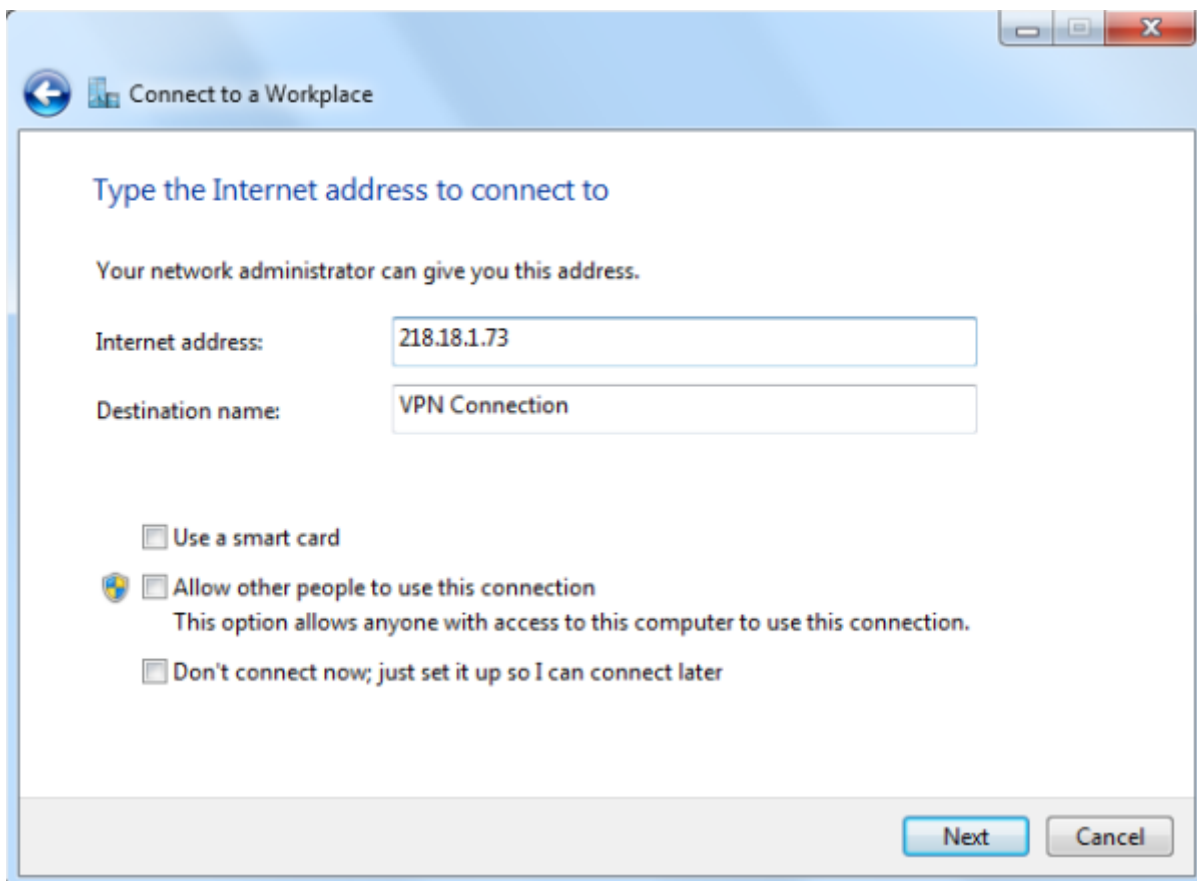 Connect to a Workplace
Type the Internet address to connect to
Your network administrator can give you this address.
Internet address: 218.18.1.73
Destination name: VPN Connection
Use a smart card
Allow other people to use this connection
This option allows anyone with access to this computer to use this connection.
Don't connect now; just set it up so I can connect later
Next Cancel